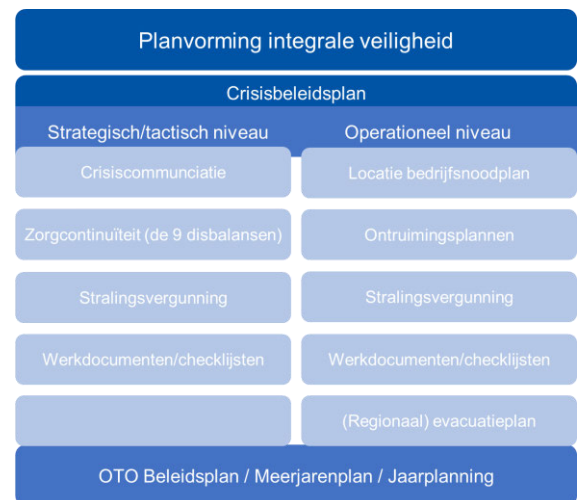 Planvorming integrale veiligheid
Crisisbeleidsplan
Strategisch/tactisch niveau
Operationeel niveau
Crisiscommunciatie
Locatie bedrijfsnoodplan
Zorgcontinuïteit (de 9 disbalansen)
Ontruimingsplannen
Stralingsvergunning
Stralingsvergunning
Werkdocumenten/checklijsten
Werkdocumenten/checklijsten
(Regionaal) evacuatieplan
OTO Beleidsplan / Meerjarenplan / Jaarplanning